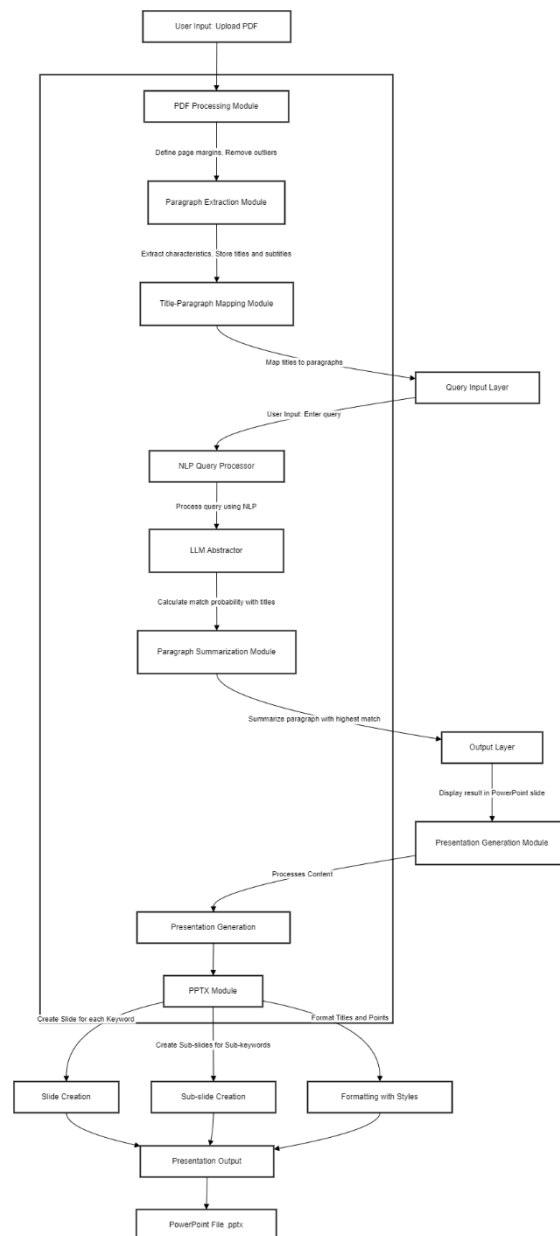 User Input: Upload PDF
PDF Processing Module
Define page margins, Remove outliers
Paragraph Extraction Module
Extract characteristics, Store titles and subtitles
Title-Paragraph Mapping Module
Map titles to paragraphs
Query Input Layer
User Input: Enter query
NLP Query Processor
Process query using NLP
LLM Abstractor
Calculate match probability with titles
Paragraph Summarization Module
Summarize paragraph with highest match
Output Layer
Display result in PowerPoint slide
Presentation Generation Module
Processes Content
Presentation Generation
PPTX Module
Create Slide for each Keyword
Format Titles and Points
Create Sub-slides for Sub-keywords
Slide Creation
Sub-slide Creation
Formatting with Styles
Presentation Output
PowerPoint File .pptx